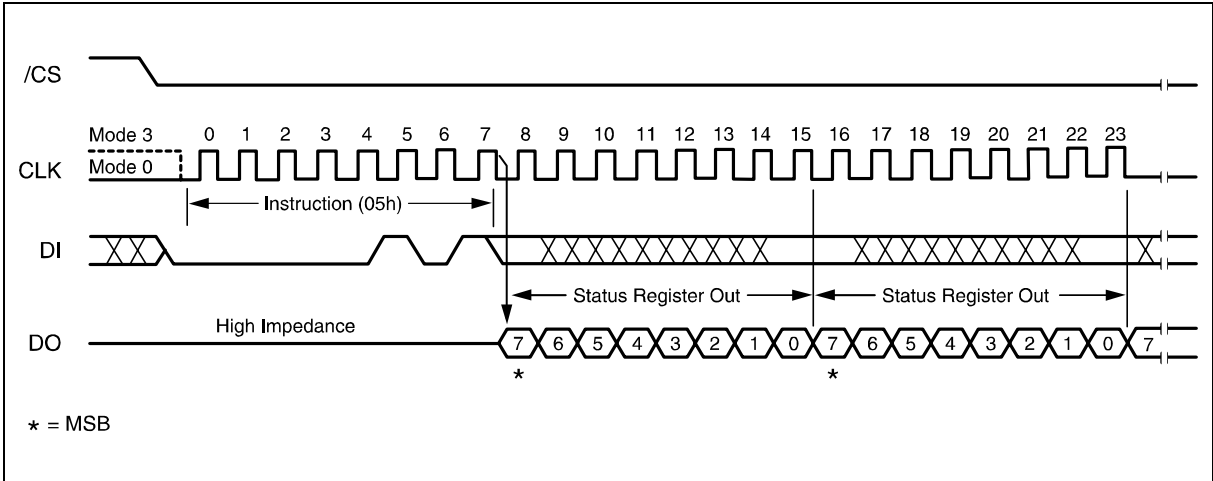 /CS
Mode 3
0 1 2 3 4 5 6 7 8 9 10 11 12 13 14 15 16 17 18 19 20 21 22 23
CLK
Mode 0
Instruction (05h)
DI
Status Register Out
Status Register Out
High Impedance
DO
7 6 5 4 3 2 1 0 7 6 5 4 3 2 1 0 7
* *
* = MSB